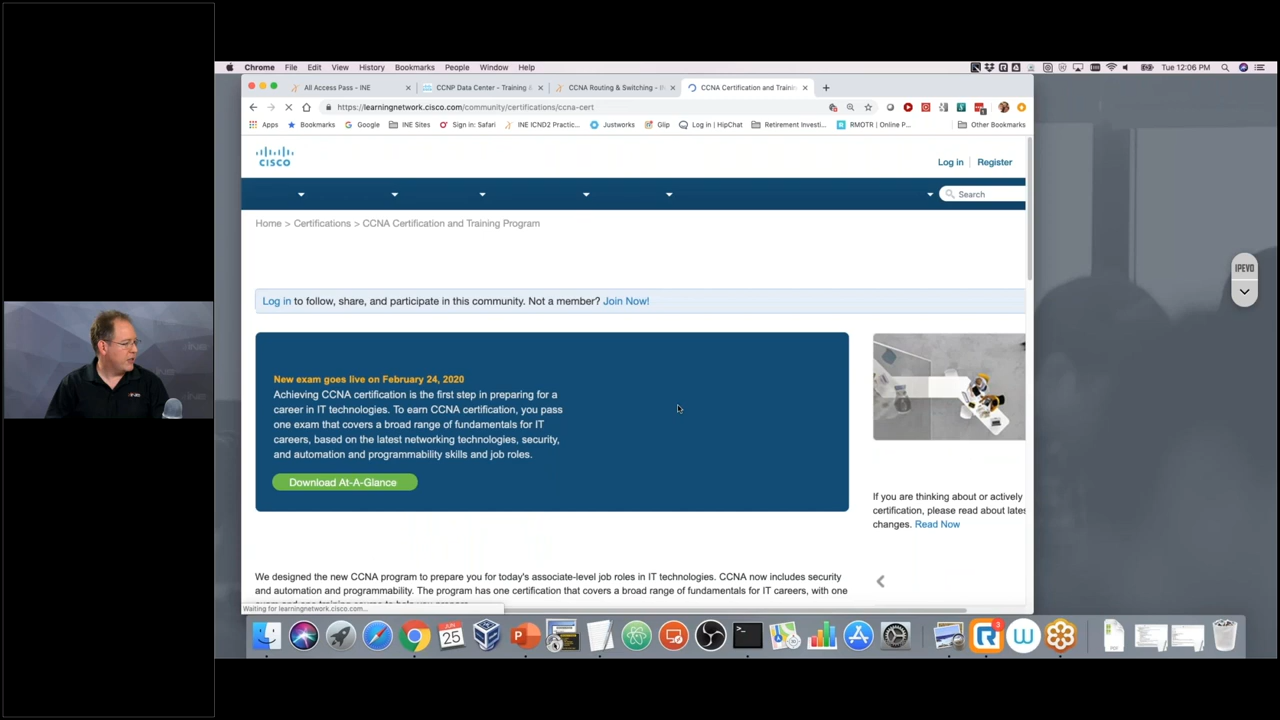 Chrome File Edit View History Bookmarks People Window Help
Tue 12:06 PM
All Access Pass - INE
CCNP Data Center - Training
CCNA Routing & Switching -
CCNA Certification and Trainin
https://learningnetwork.cisco.com/community/certifications/ccna-cert
Apps Bookmarks Google INE Sites Sign in: Safari INE ICND2 Practic... Justworks Glip Log in | HipChat Retirement Investi... RMOTR | Online P... Other Bookmarks
CISCO
Log in Register
Search
Home > Certifications > CCNA Certification and Training Program
Log in to follow, share, and participate in this community. Not a member? Join Now!
IPEVO
New exam goes live on February 24, 2020
Achieving CCNA certification is the first step in preparing for a
career in IT technologies. To earn CCNA certification, you pass
one exam that covers a broad range of fundamentals for IT
careers, based on the latest networking technologies, security,
and automation and programmability skills and job roles.
Download At-A-Glance
If you are thinking about or actively
certification, please read about lates
changes. Read Now
We designed the new CCNA program to prepare you for today's associate-level job roles in IT technologies. CCNA now includes security
and automation and programmability. The program has one certification that covers a broad range of fundamentals for IT careers, with one
Waiting for learningnetwork.cisco.com...
JUN
25
3